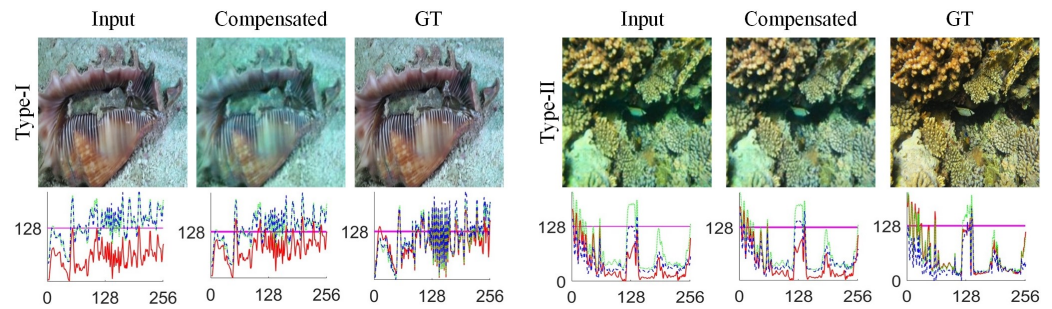 Input Compensated GT Input Compensated GT
Type-I Type-II
128 128 128 128 128 128
0 128 256 0 128 256 0 128 256 0 128 256 0 128 256 0 128 256